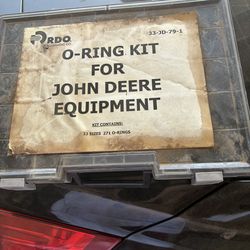 RDO
33-JD-79-1
O-RING KIT
FOR
JOHN DEERE
EQUIPMENT
KIT CONTAINS:
33 SIZES 271 O-RINGS